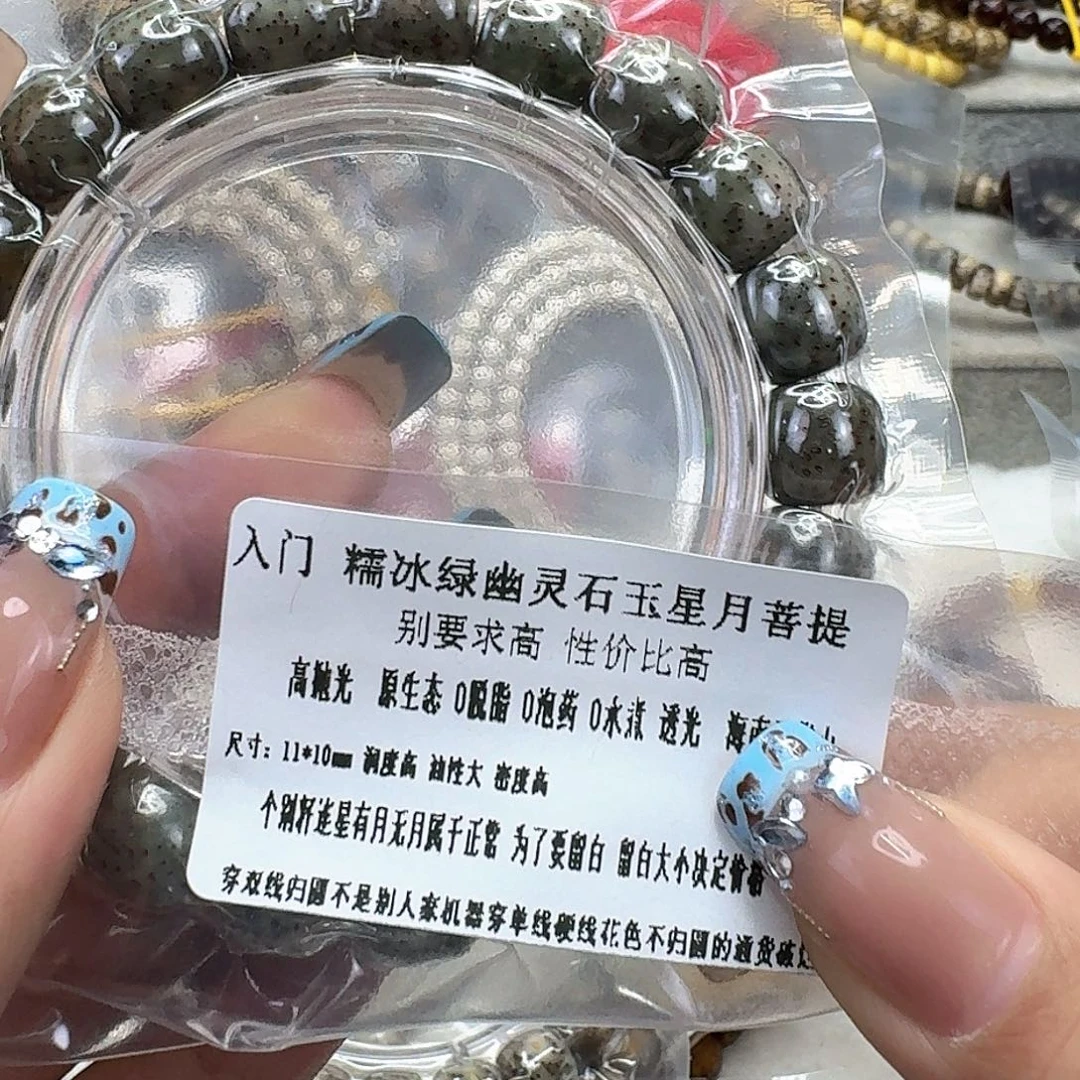 入门 糯冰绿幽灵石玉星月菩提
别要求高 性价比高
高抛光 原生态 0脱脂 0泡药 0水煮 透光 海南
尺寸：11*10mm 润度高 油性大 密度高
个别籽连星有月无月属于正常 为了要留白 留白大小决定价格
穿双线归圆不是别人家机器穿单线硬线花色不归圆的通货